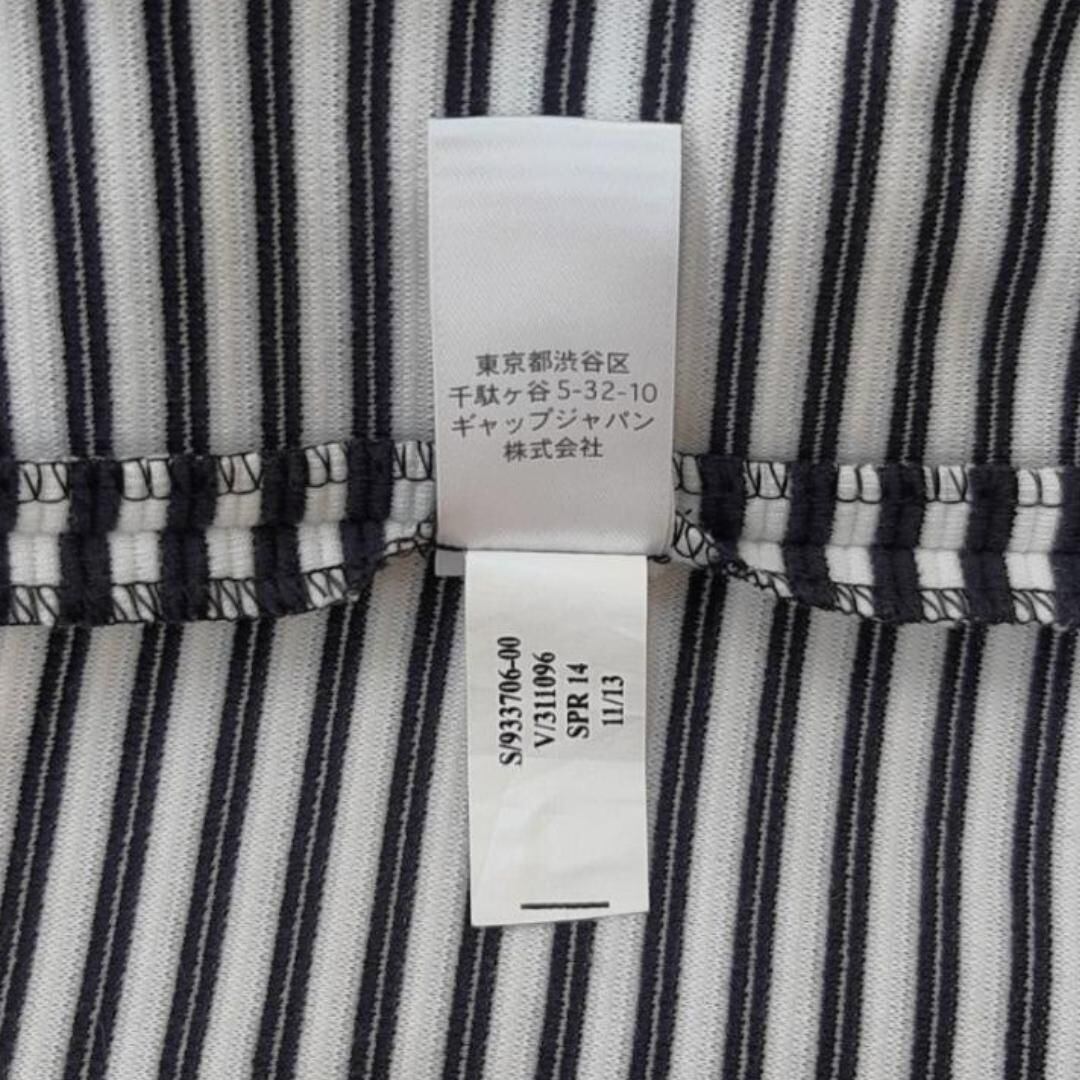 東京都渋谷区
千駄ヶ谷 5-32-10
ギャップジャパン
株式会社
S/933706-00
V/311096
SPR 14
11/13